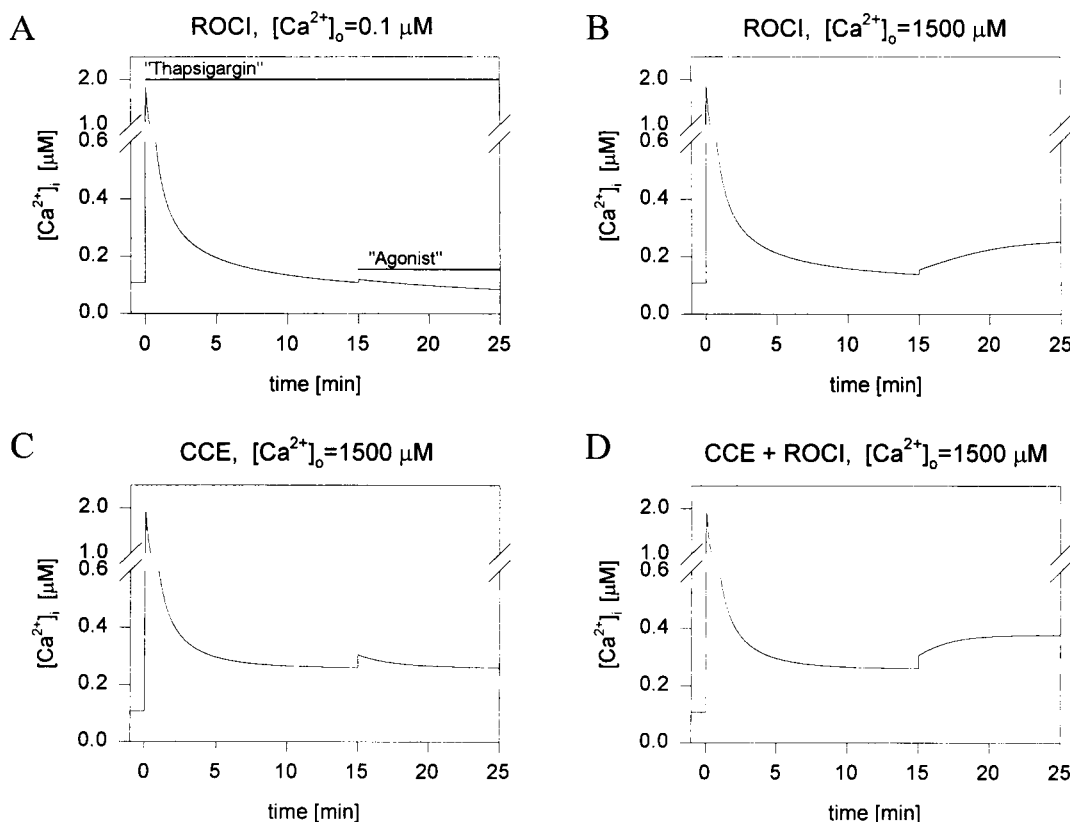 A
ROCI, [Ca2+]o=0.1 μM
"Thapsigargin"
2.0
1.0
0.6
0.4
0.2
0.0
[Ca2+]i [μM]
"Agonist"
0 5 10 15 20 25
time [min]
B
ROCI, [Ca2+]o=1500 μM
2.0
1.0
0.6
0.4
0.2
0.0
[Ca2+]i [μM]
0 5 10 15 20 25
time [min]
C
CCE, [Ca2+]o=1500 μM
2.0
1.0
0.6
0.4
0.2
0.0
[Ca2+]i [μM]
0 5 10 15 20 25
time [min]
D
CCE + ROCI, [Ca2+]o=1500 μM
2.0
1.0
0.6
0.4
0.2
0.0
[Ca2+]i [μM]
0 5 10 15 20 25
time [min]